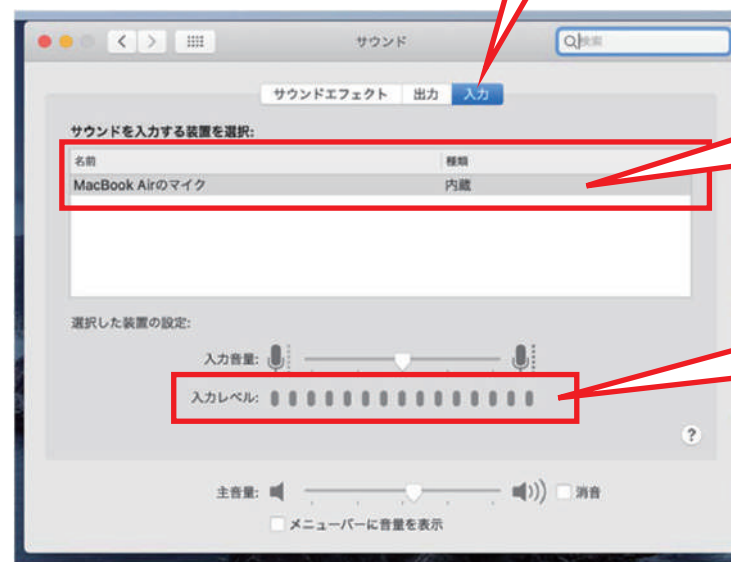 サウンド
検索
サウンドエフェクト 出力 入力
サウンドを入力する装置を選択:
名前 種類
MacBook Airのマイク 内蔵
選択した装置の設定:
入力音量:
入力レベル:
?
主音量: 消音
メニューバーに音量を表示